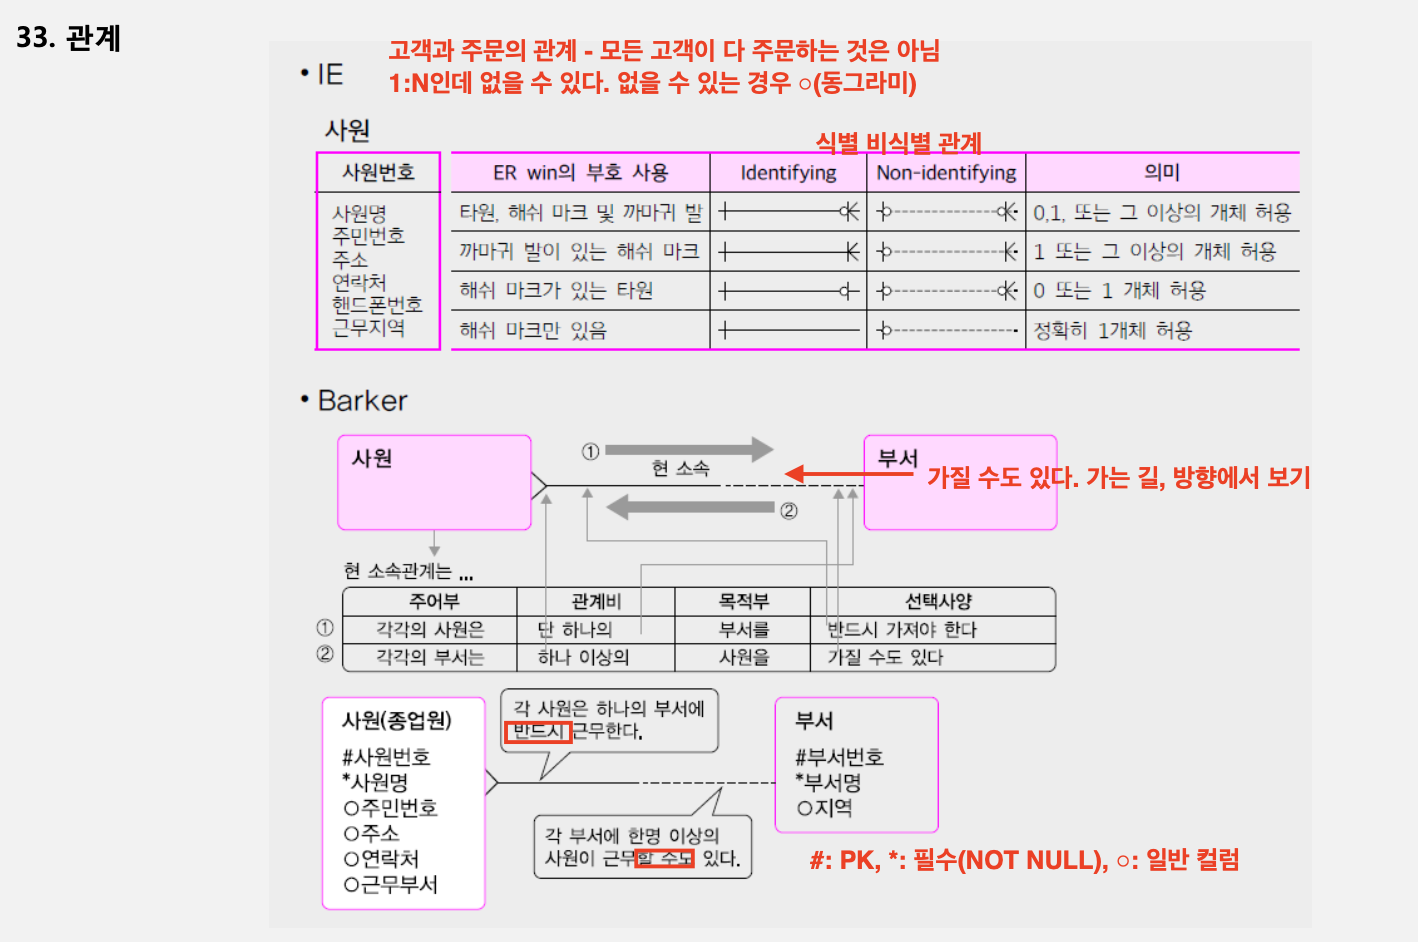 33. 관계
고객과 주문의 관계 - 모든 고객이 다 주문하는 것은 아님
• IE
1:N인데 없을 수 있다. 없을 수 있는 경우 ○(동그라미)
사원
식별 비식별 관계
사원번호
사원명
주민번호
주소
연락처
핸드폰번호
근무지역
ER win의 부호 사용 Identifying Non-identifying 의미
타원, 해쉬 마크 및 까마귀 발 0,1, 또는 그 이상의 개체 허용
까마귀 발이 있는 해쉬 마크 1 또는 그 이상의 개체 허용
해쉬 마크가 있는 타원 0 또는 1 개체 허용
해쉬 마크만 있음 정확히 1개체 허용
• Barker
사원
①
현 소속
②
부서
가질 수도 있다. 가는 길, 방향에서 보기
현 소속관계는 ...
주어부 관계비 목적부 선택사양
① 각각의 사원은 단 하나의 부서를 반드시 가져야 한다
② 각각의 부서는 하나 이상의 사원을 가질 수도 있다
사원(종업원)
#사원번호
*사원명
○주민번호
○주소
○연락처
○근무부서
각 사원은 하나의 부서에
반드시 근무한다.
각 부서에 한명 이상의
사원이 근무할 수도 있다.
부서
#부서번호
*부서명
○지역
#: PK, *: 필수(NOT NULL), ○: 일반 컬럼